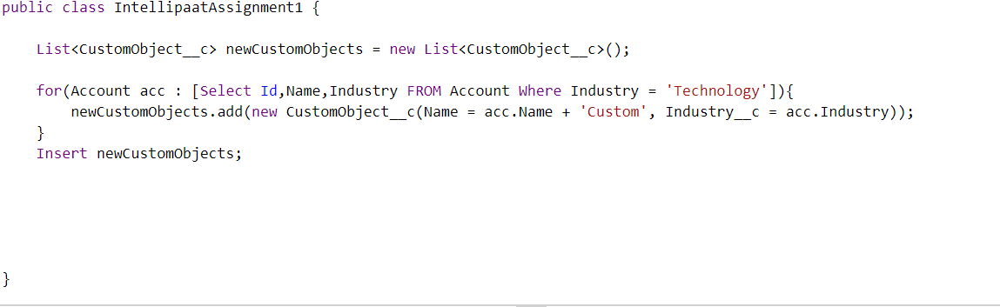 public class IntellipaatAssignment1 {
List<CustomObject__c> newCustomObjects = new List<CustomObject__c>();
for(Account acc : [Select Id,Name,Industry FROM Account Where Industry = 'Technology']){
newCustomObjects.add(new CustomObject__c(Name = acc.Name + 'Custom', Industry__c = acc.Industry));
}
Insert newCustomObjects;
}